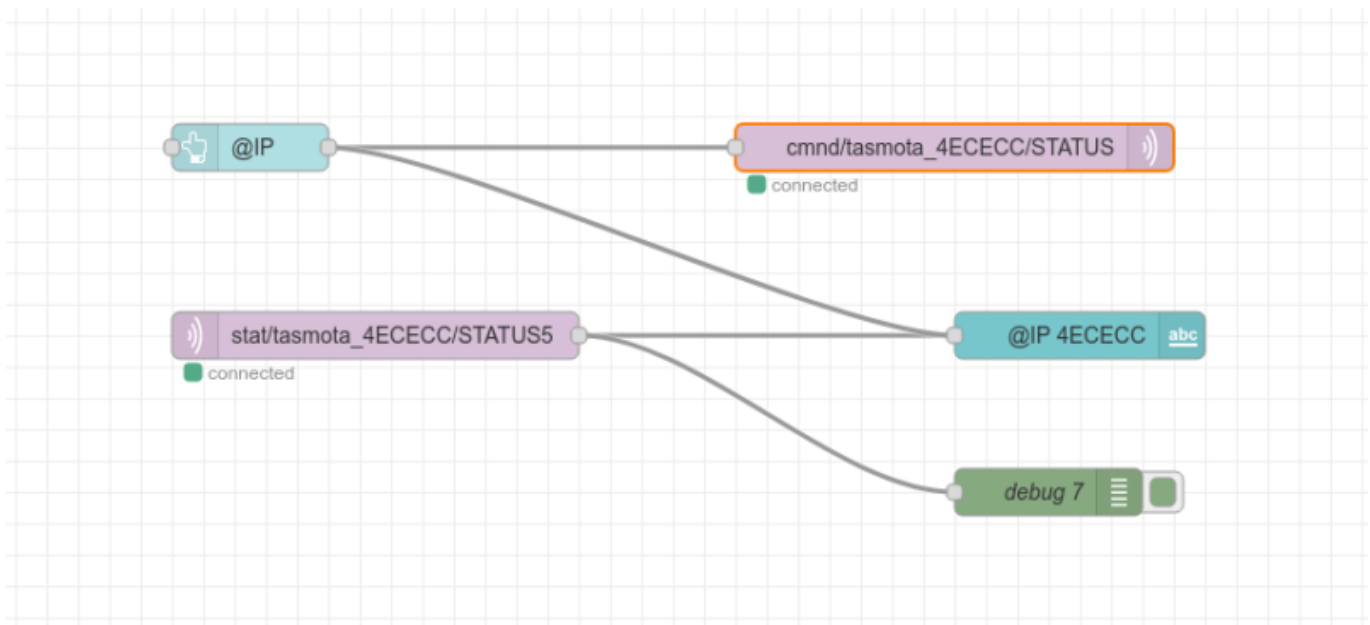 @IP
cmnd/tasmota_4ECECC/STATUS
connected
stat/tasmota_4ECECC/STATUS5
@IP 4ECECC
abc
connected
debug 7